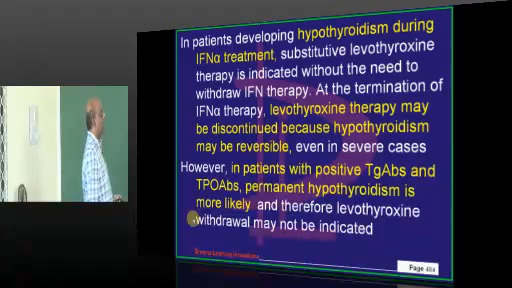 In patients developing hypothyroidism during
IFNα treatment, substitutive levothyroxine
therapy is indicated without the need to
withdraw IFN therapy. At the termination of
IFNα therapy, levothyroxine therapy may
be discontinued because hypothyroidism
may be reversible, even in severe cases
However, in patients with positive TgAbs and
TPOAbs, permanent hypothyroidism is
more likely and therefore levothyroxine
withdrawal may not be indicated
Page 484